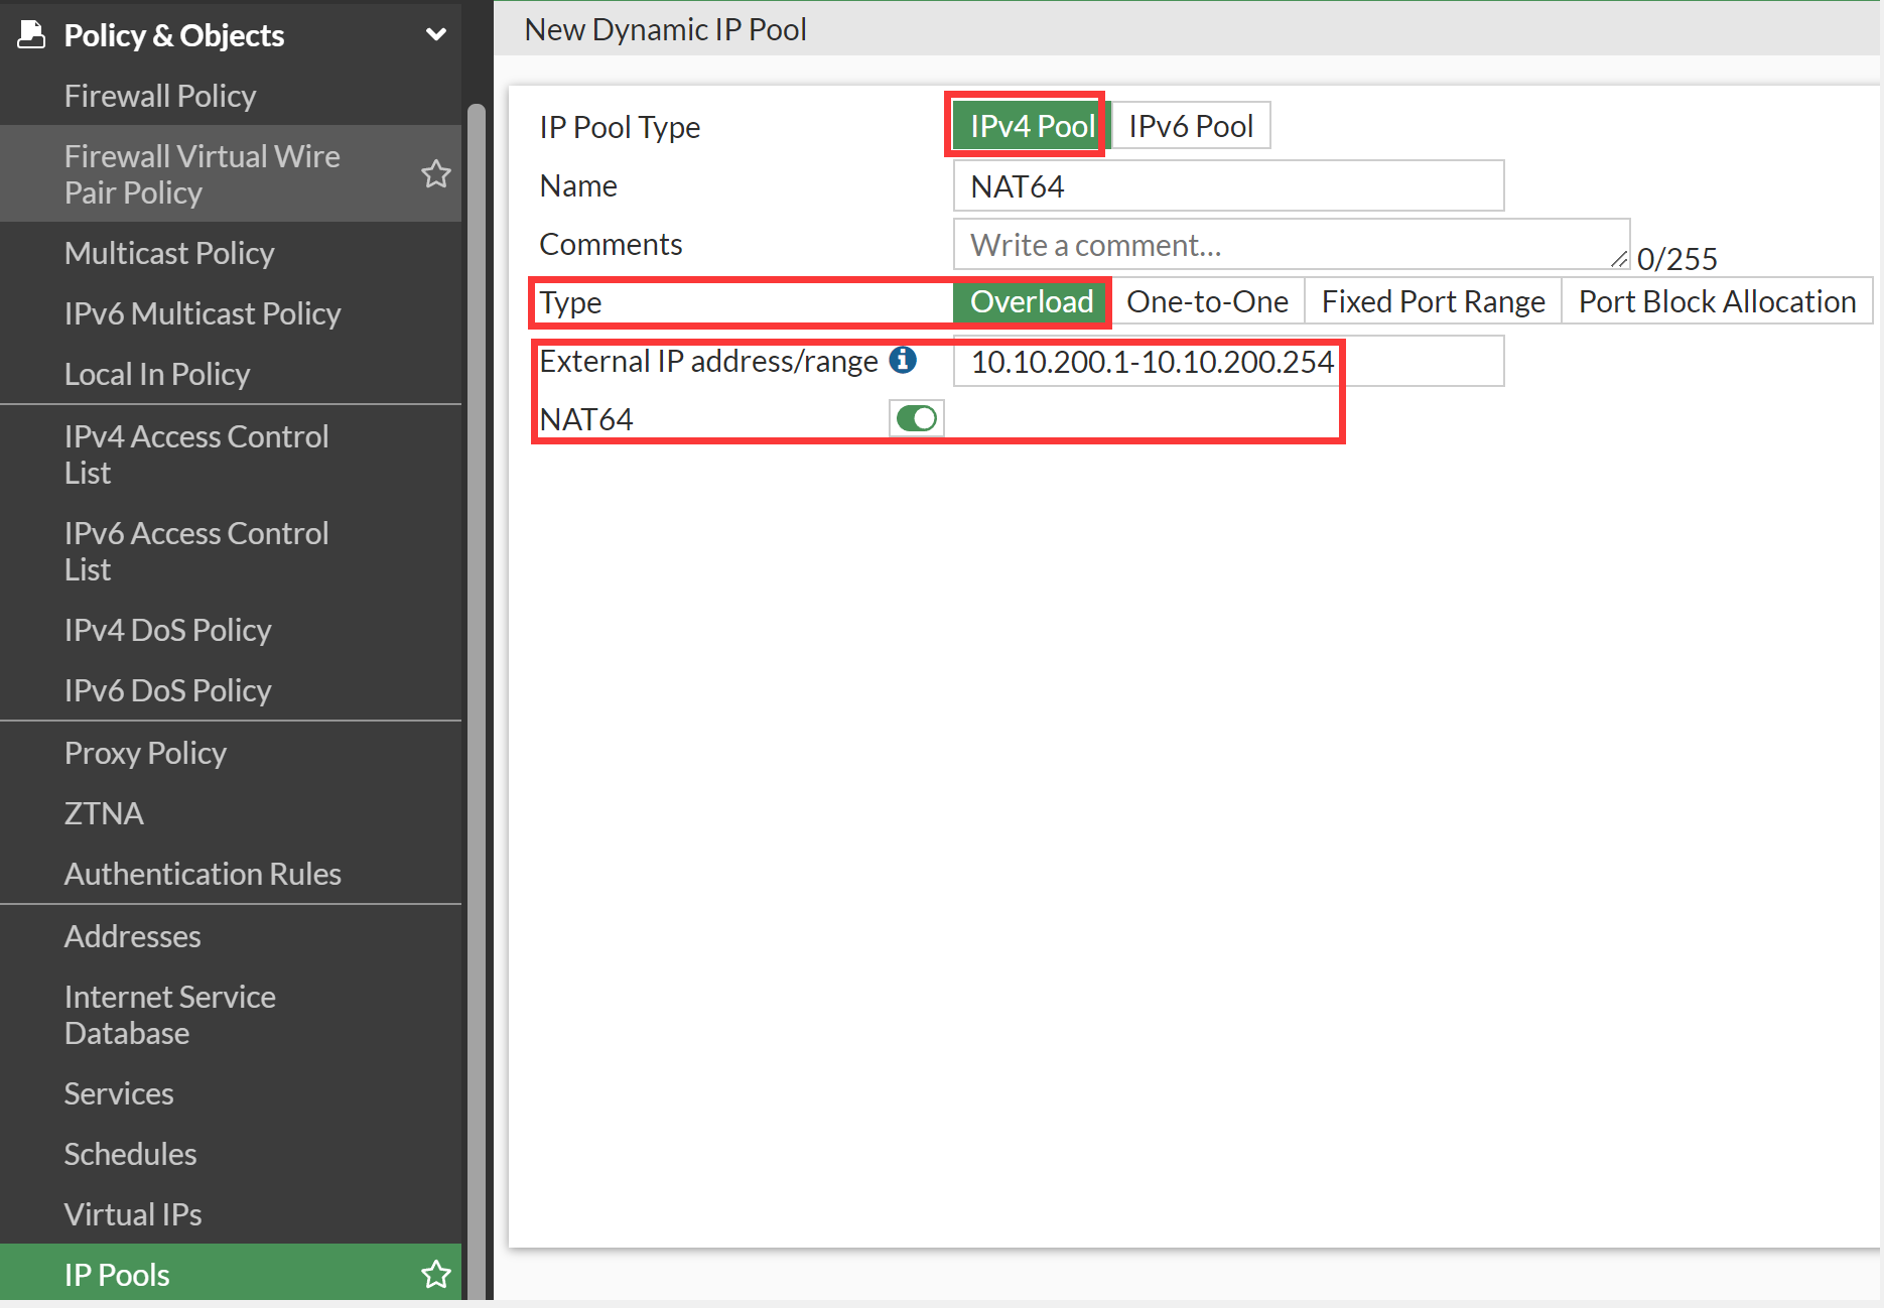 Policy & Objects
Firewall Policy
Firewall Virtual Wire
Pair Policy
Multicast Policy
IPv6 Multicast Policy
Local In Policy
IPv4 Access Control
List
IPv6 Access Control
List
IPv4 DoS Policy
IPv6 DoS Policy
Proxy Policy
ZTNA
Authentication Rules
Addresses
Internet Service
Database
Services
Schedules
Virtual IPs
IP Pools
New Dynamic IP Pool
IP Pool Type IPv4 Pool IPv6 Pool
Name NAT64
Comments Write a comment... 0/255
Type Overload One-to-One Fixed Port Range Port Block Allocation
External IP address/range 10.10.200.1-10.10.200.254
NAT64